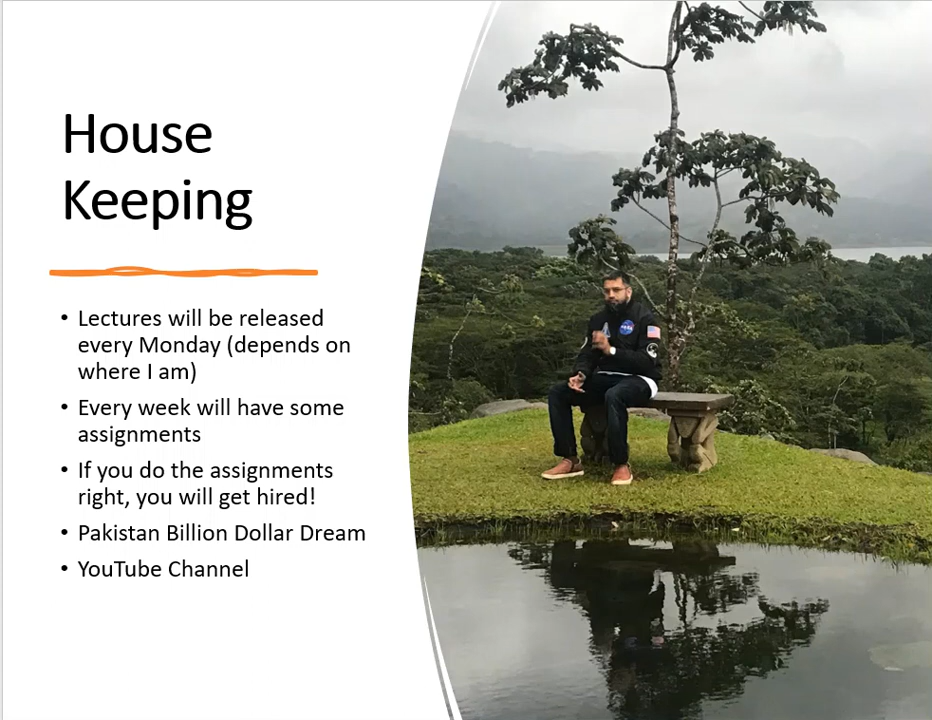 House
Keeping
• Lectures will be released
every Monday (depends on
where I am)
• Every week will have some
assignments
• If you do the assignments
right, you will get hired!
• Pakistan Billion Dollar Dream
• YouTube Channel
NASA